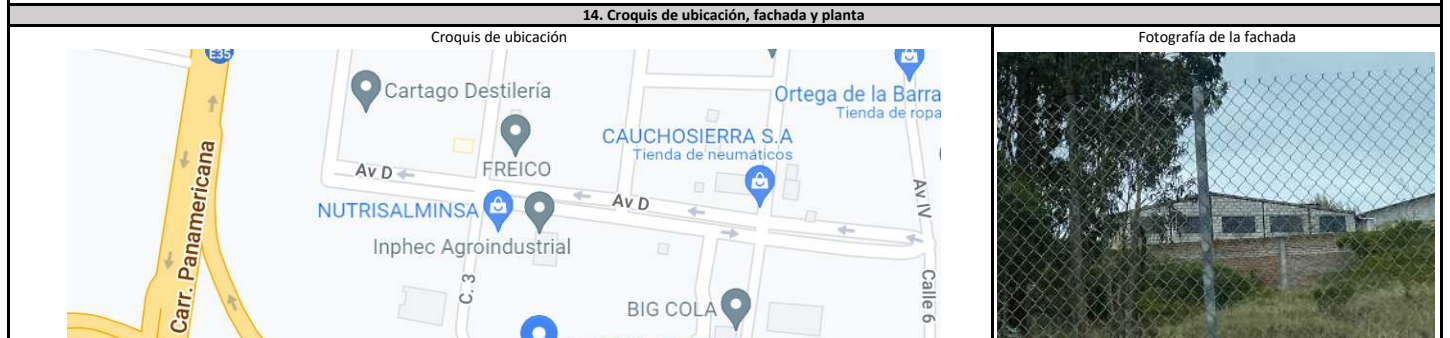 14. Croquis de ubicación, fachada y planta
Croquis de ubicación
Fotografía de la fachada
E35
Cartago Destilería
Ortega de la Barra
Tienda de ropa
CAUCHOSIERRA S.A
Tienda de neumáticos
FREICO
Av D
Av D
Av IV
Carr. Panamericana
NUTRISALMINSA
Inphec Agroindustrial
C. 3
Calle 6
BIG COLA